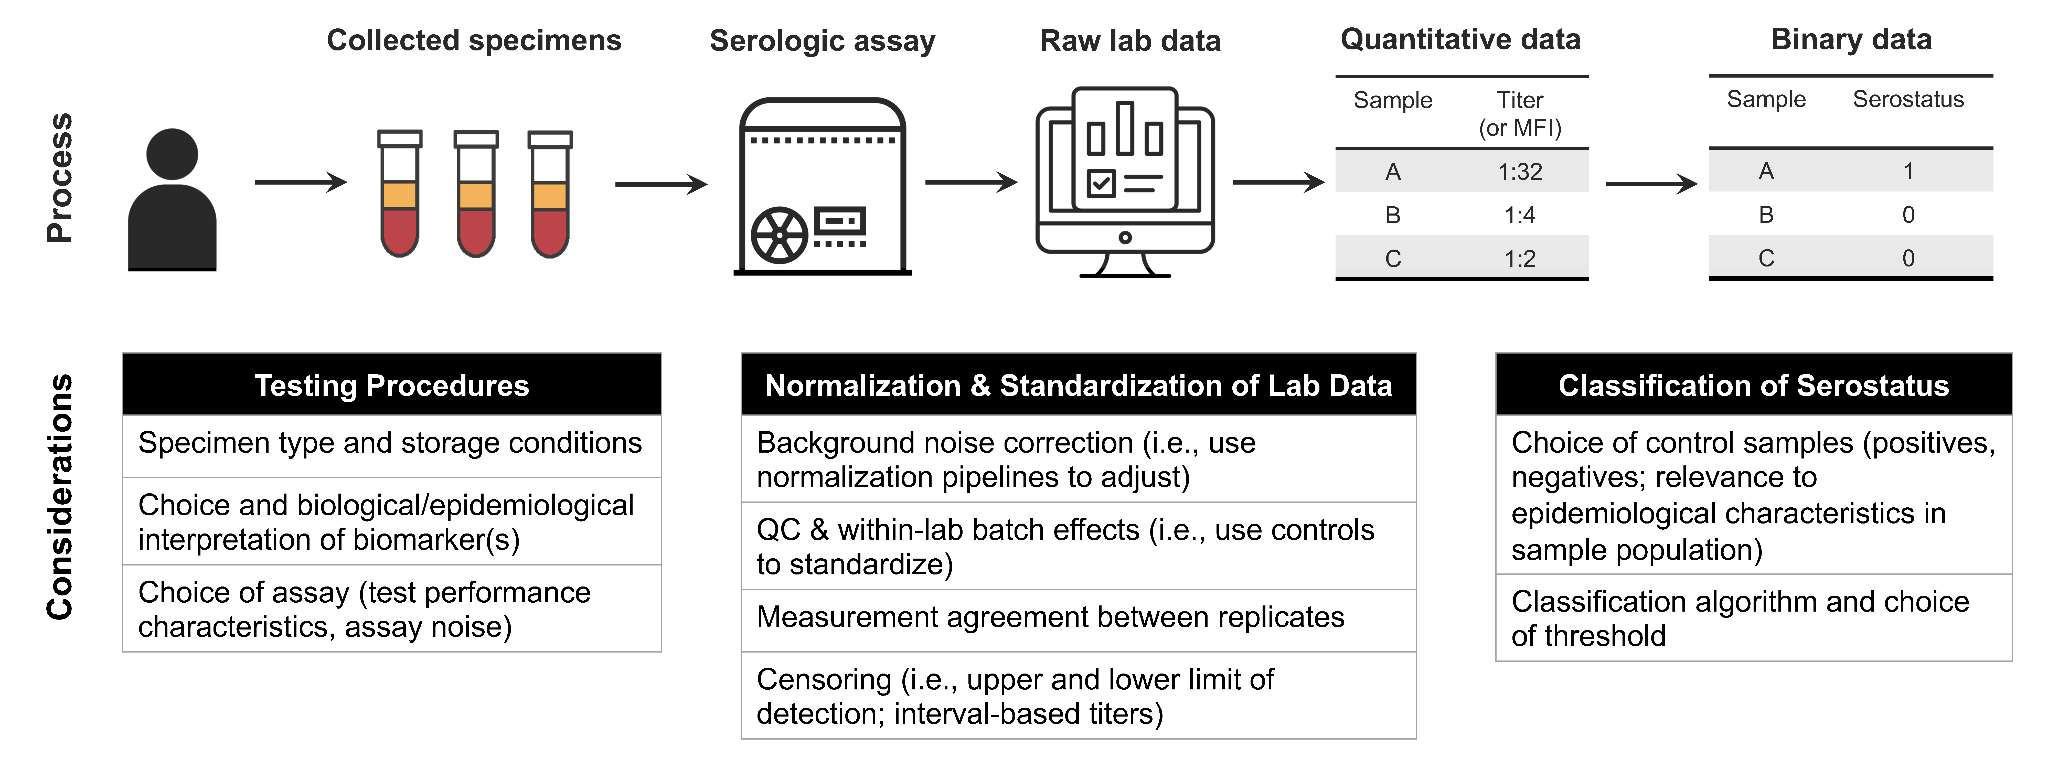 Collected specimens
Serologic assay
Raw lab data
Quantitative data
Binary data
Process
Sample Titer
(or MFI)
A 1:32
B 1:4
C 1:2
Sample Serostatus
A 1
B 0
C 0
Considerations
Testing Procedures
Specimen type and storage conditions
Choice and biological/epidemiological
interpretation of biomarker(s)
Choice of assay (test performance
characteristics, assay noise)
Normalization & Standardization of Lab Data
Background noise correction (i.e., use
normalization pipelines to adjust)
QC & within-lab batch effects (i.e., use controls
to standardize)
Measurement agreement between replicates
Censoring (i.e., upper and lower limit of
detection; interval-based titers)
Classification of Serostatus
Choice of control samples (positives,
negatives; relevance to
epidemiological characteristics in
sample population)
Classification algorithm and choice
of threshold